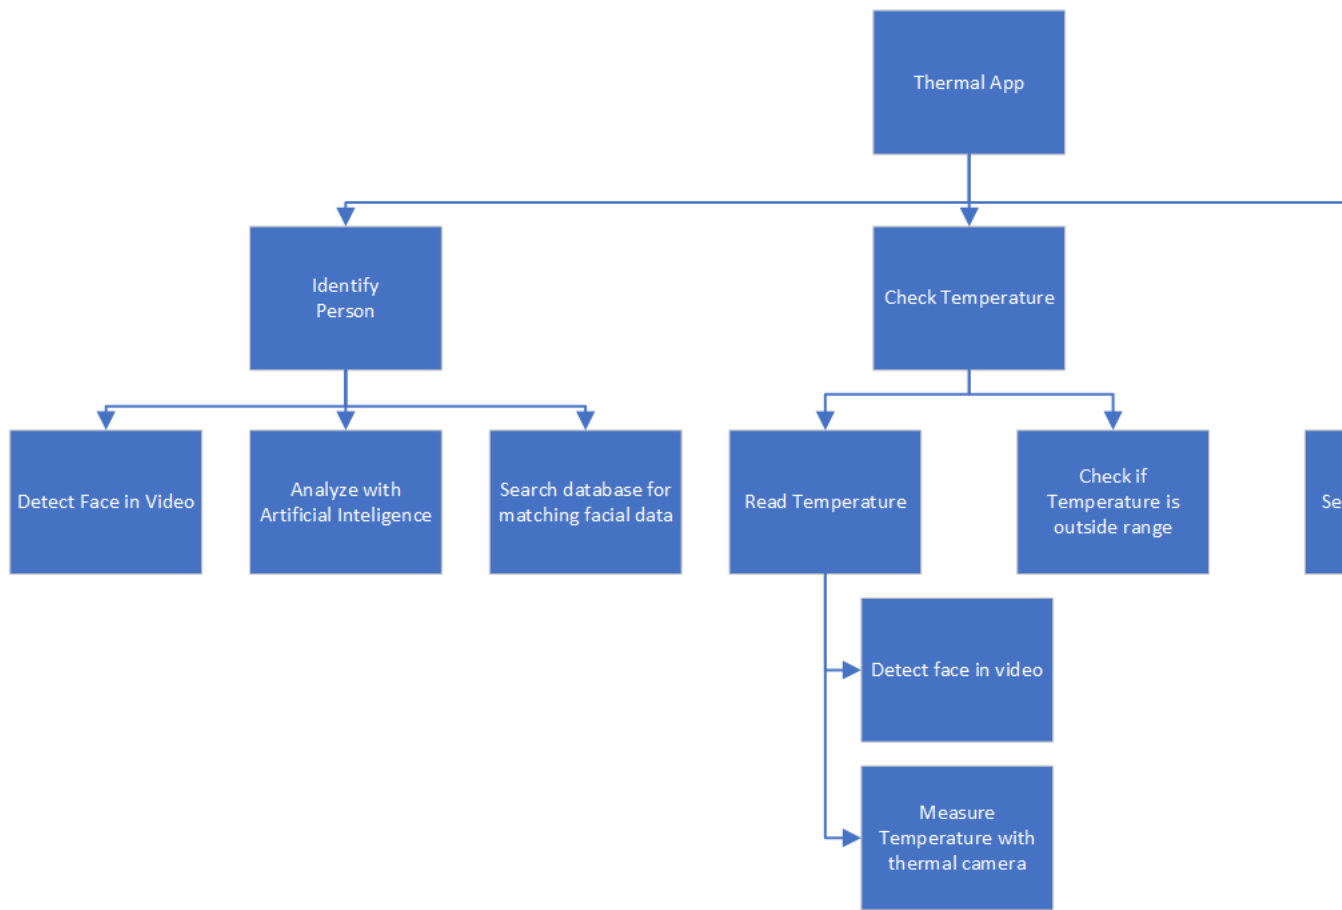 Thermal App
Identify
Person
Check Temperature
Detect Face in Video
Analyze with
Artificial Inteligence
Search database for
matching facial data
Read Temperature
Check if
Temperature is
outside range
Se
Detect face in video
Measure
Temperature with
thermal camera